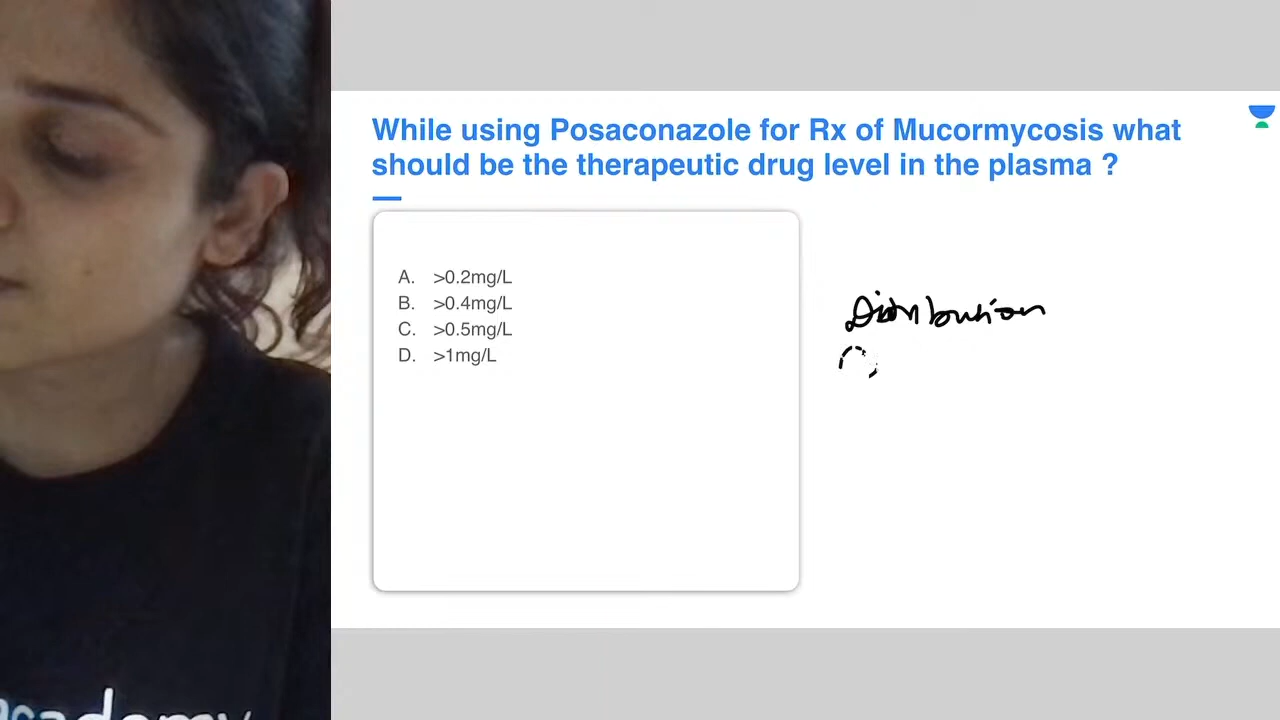 While using Posaconazole for Rx of Mucormycosis what
should be the therapeutic drug level in the plasma ?
A. >0.2mg/L
B. >0.4mg/L
C. >0.5mg/L
D. >1mg/L
Distribution
academy